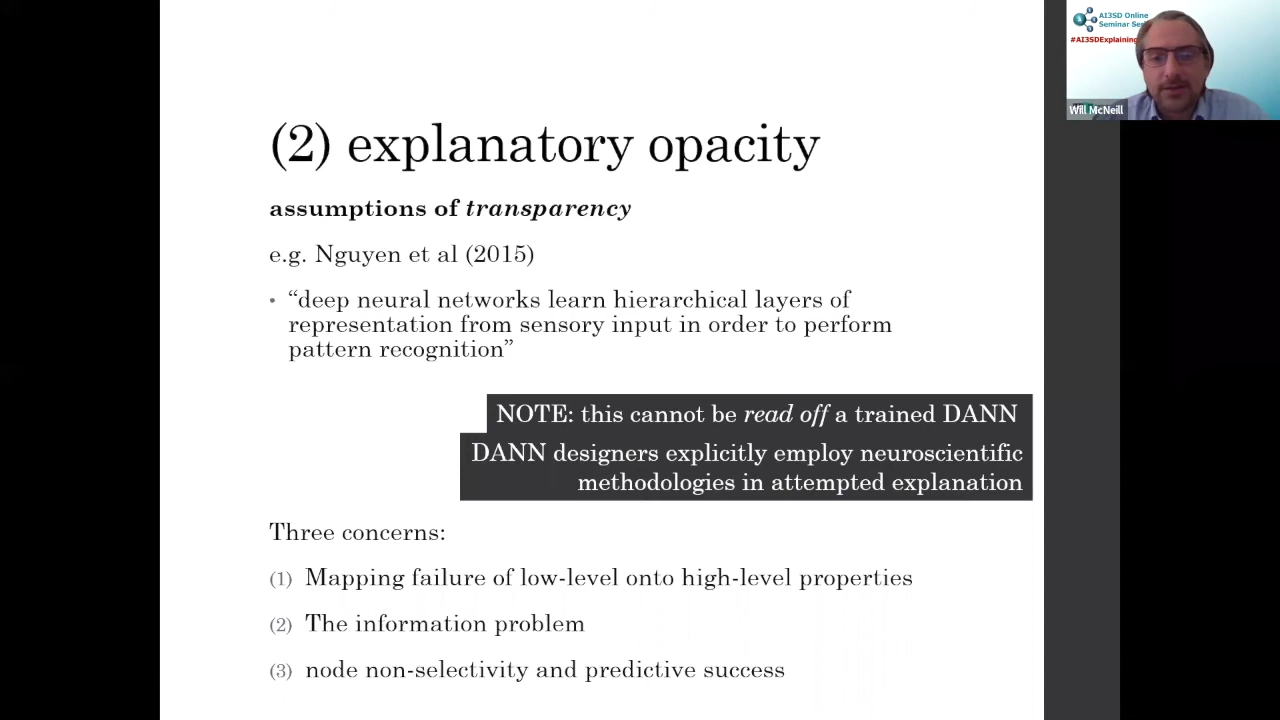 (2) explanatory opacity
assumptions of transparency
e.g. Nguyen et al (2015)
• “deep neural networks learn hierarchical layers of
representation from sensory input in order to perform
pattern recognition”
NOTE: this cannot be read off a trained DANN
DANN designers explicitly employ neuroscientific
methodologies in attempted explanation
Three concerns:
(1) Mapping failure of low-level onto high-level properties
(2) The information problem
(3) node non-selectivity and predictive success
AI3SD Online
Seminar
#AI3SDExplaining
Will McNeill